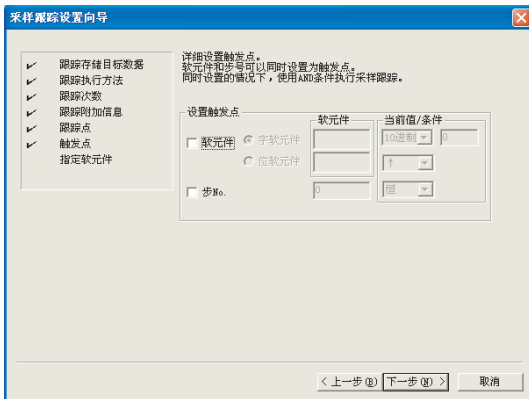 采样跟踪设置向导
跟踪存储目标数据
跟踪执行方法
跟踪次数
跟踪附加信息
跟踪点
触发点
指定软元件
详细设置触发点。
软元件和步号可以同时设置为触发点。
同时设置的情况下,使用AND条件执行采样跟踪。
设置触发点
软元件
当前值/条件
软元件
字软元件
10进制
0
位软元件
↑
步No.
0
恒
< 上一步(B)
下一步(N) >
取消